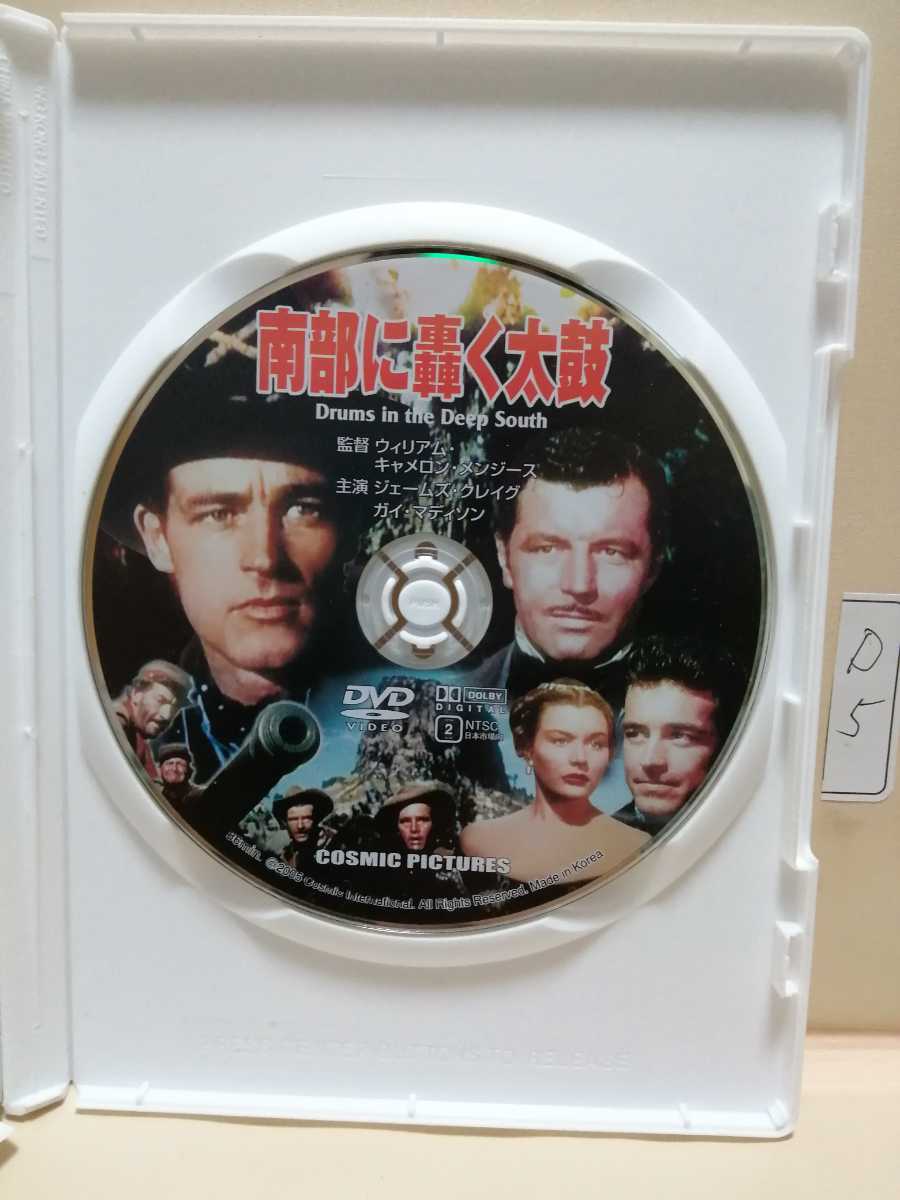 南部に轟く太鼓
Drums in the Deep South
監督 ウィリアム・
キャメロン・メンジース
主演 ジェームズ・クレイグ
ガイ・マディソン
PUSH
DVD
VIDEO
DOLBY
DIGITAL
2
NTSC
日本市場向
COSMIC PICTURES
86min. @2005 Cosmic International. All Rights Reserved. Made in Korea
D
5